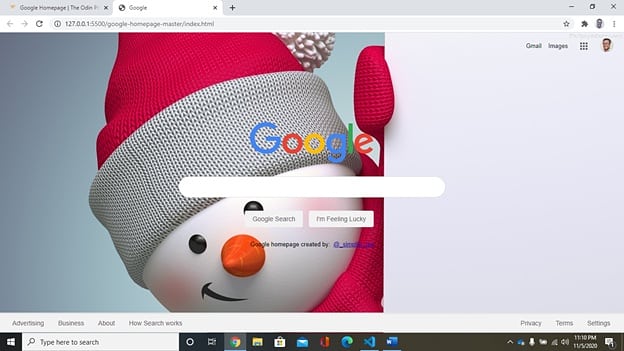 Google Homepage | The Odin Pr
Google
127.0.0.1:5500/google-homepage-master/index.html
Gmail Images
Google
Google Search I'm Feeling Lucky
Google homepage created by:
Advertising Business About How Search works Privacy Terms Settings
Type here to search
11:10 PM
11/5/2020